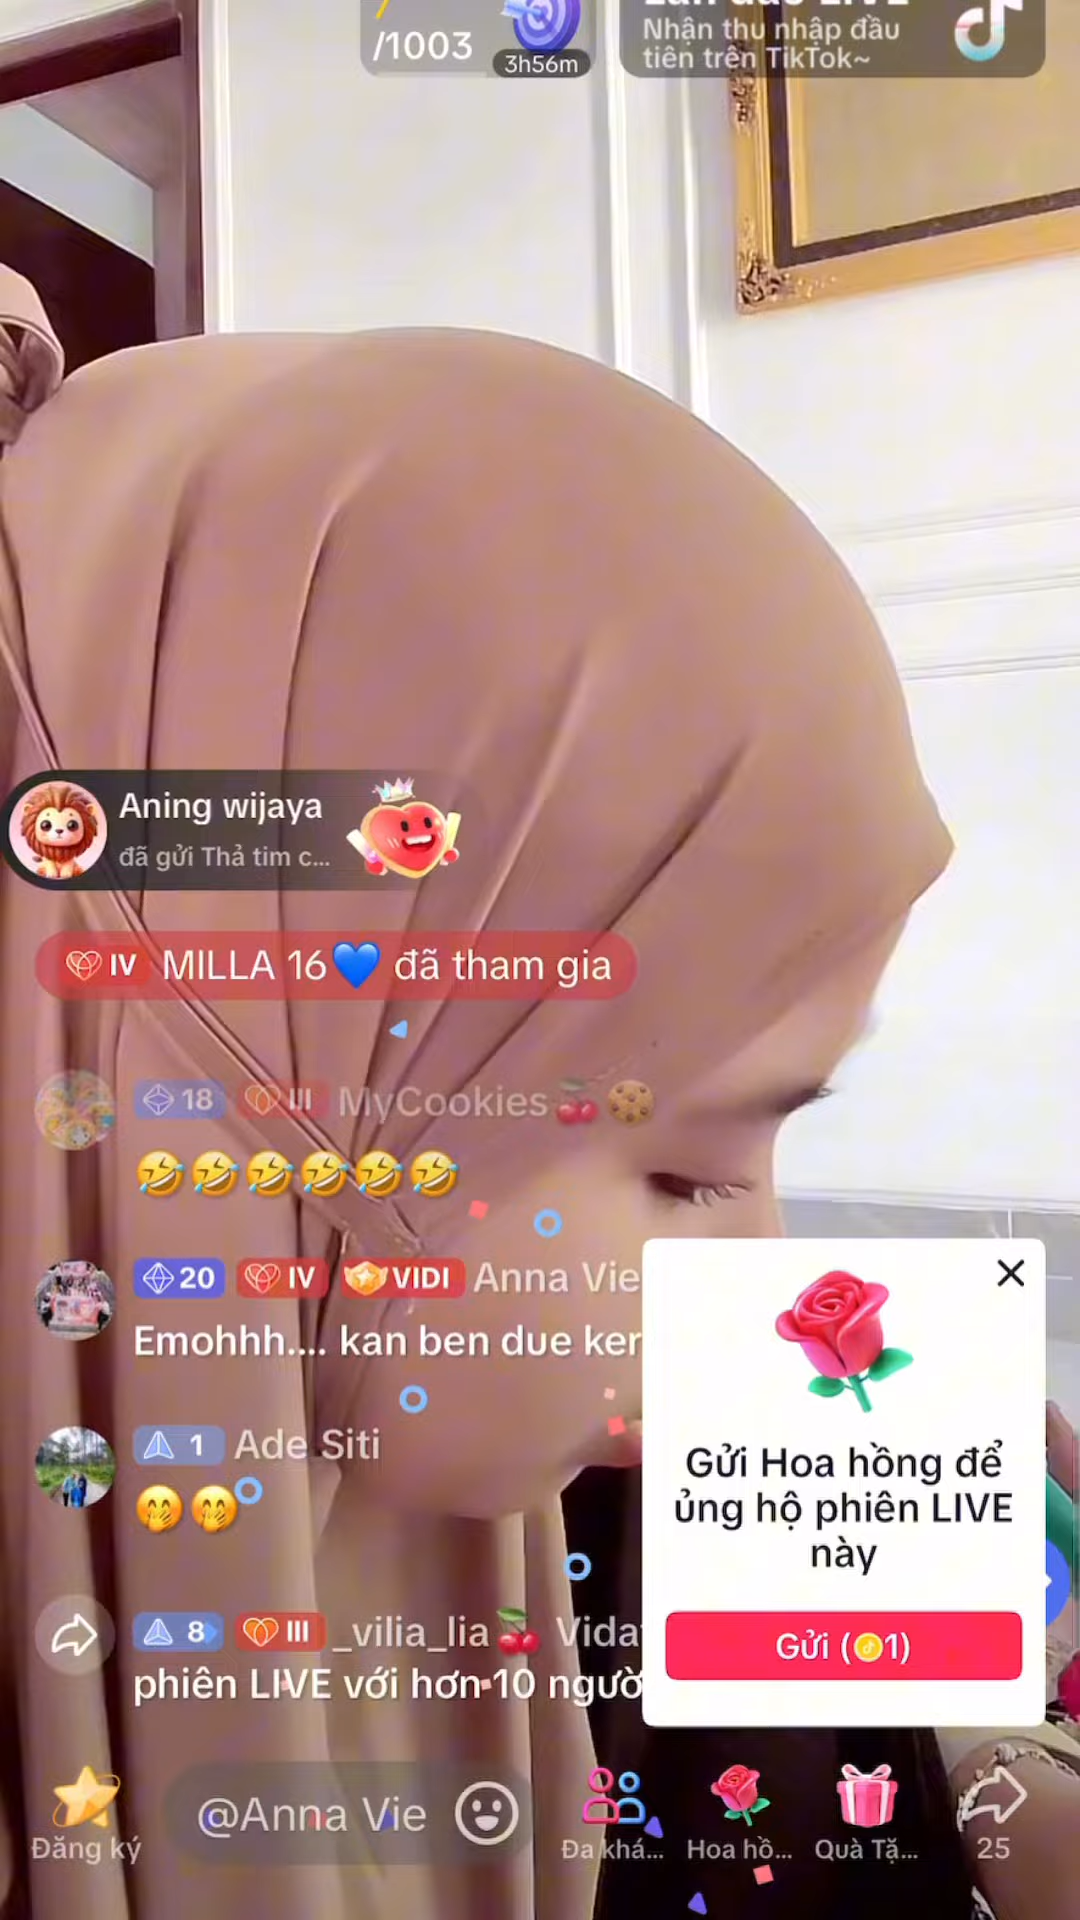 /1003
3h56m
Nhận thu nhập đầu
tiên trên TikTok~
Aning wijaya
đã gửi Thả tim c...
IV MILLA 16💙 đã tham gia
18 III MyCookies🍒🍪
🤣🤣🤣🤣🤣🤣
20 IV VIDI Anna Vie
Emohhh.... kan ben due ker
1 Ade Siti
🤭🤭
8 III _vilia_lia🍒 Vida
phiên LIVE với hơn 10 ngườ
Gửi Hoa hồng để
ủng hộ phiên LIVE
này
Gửi (1)
Đăng ký
@Anna Vie
Đa khá...
Hoa hồ...
Quà Tặ...
25